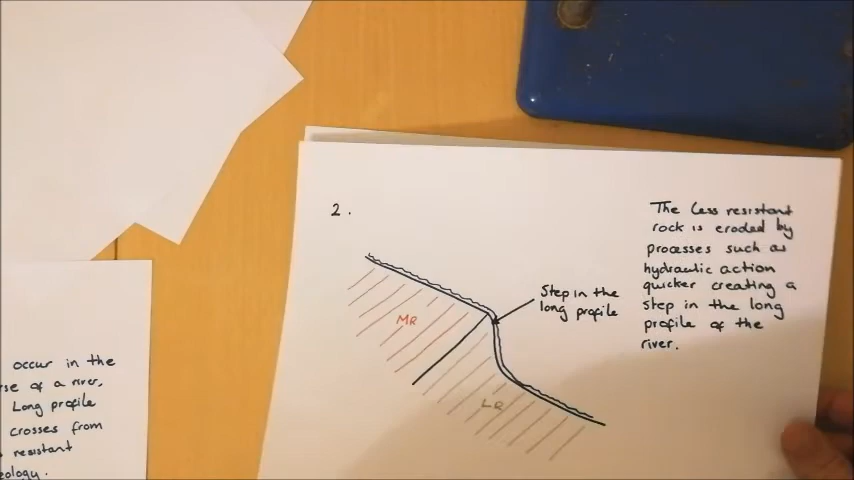 2.
The less resistant
rock is eroded by
processes such as
hydraulic action
quicker creating a
step in the long
profile of the
river.
Step in the
long profile
MR
LR
occur in the
of a river.
Long profile
crosses from
resistant